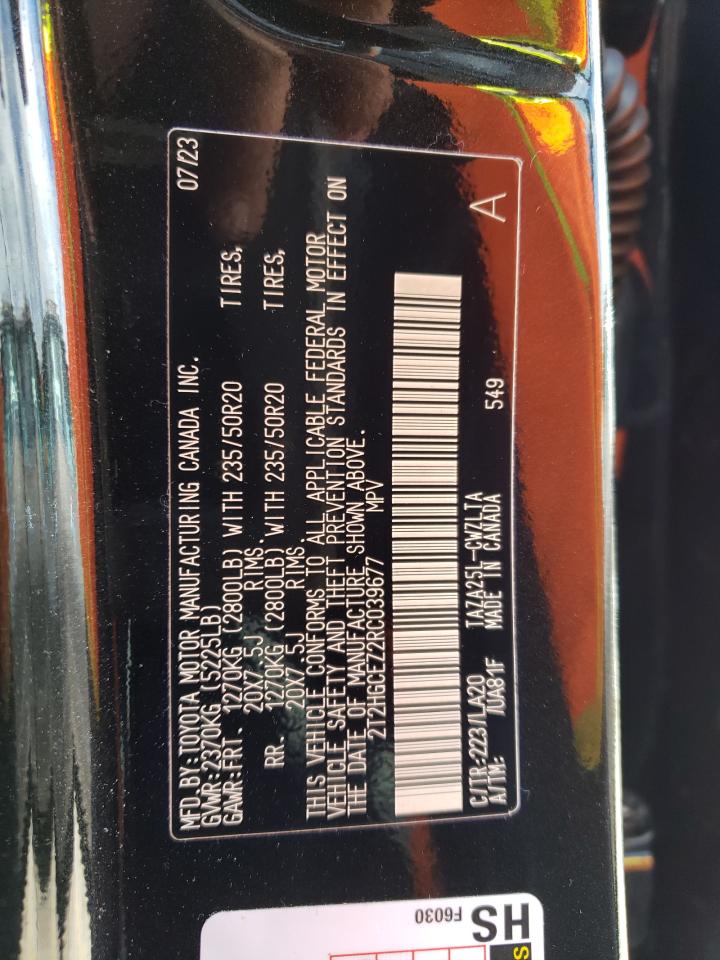 MFD.BY:TOYOTA MOTOR MANUFACTURING CANADA INC. 07/23
GVWR:2370KG (5225LB)
GAWR:FRT. 1270KG (2800LB) WITH 235/50R20 TIRES,
20X7.5J RIMS.
RR. 1270KG (2800LB) WITH 235/50R20 TIRES,
20X7.5J RIMS.
THIS VEHICLE CONFORMS TO ALL APPLICABLE FEDERAL MOTOR
VEHICLE SAFETY AND THEFT PREVENTION STANDARDS IN EFFECT ON
THE DATE OF MANUFACTURE SHOWN ABOVE.
2T2HGCEZ2RC039677 MPV
C/TR:223/LA20 TAZA25L-CWZLTA
A/TM: /UA81F MADE IN CANADA 549 A
HS
F6030
S